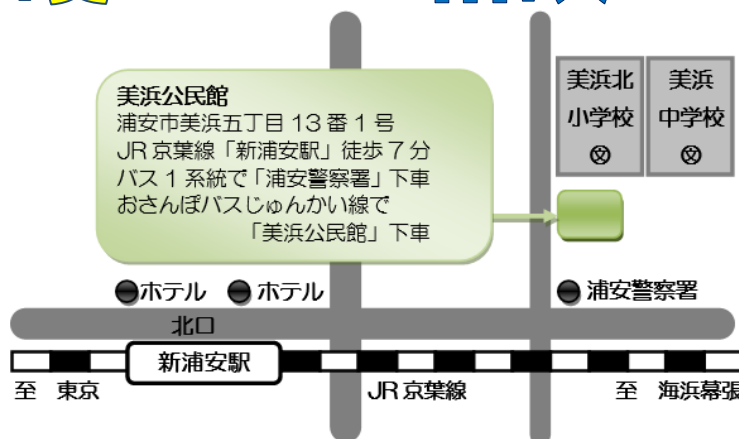 美浜公民館
浦安市美浜五丁目13番1号
JR京葉線「新浦安駅」徒歩7分
バス1系統で「浦安警察署」下車
おさんぽバスじゅんかい線で
「美浜公民館」下車
美浜北
小学校
文
美浜
中学校
文
●ホテル ●ホテル
●浦安警察署
北口
新浦安駅
至 東京
JR京葉線
至 海浜幕張